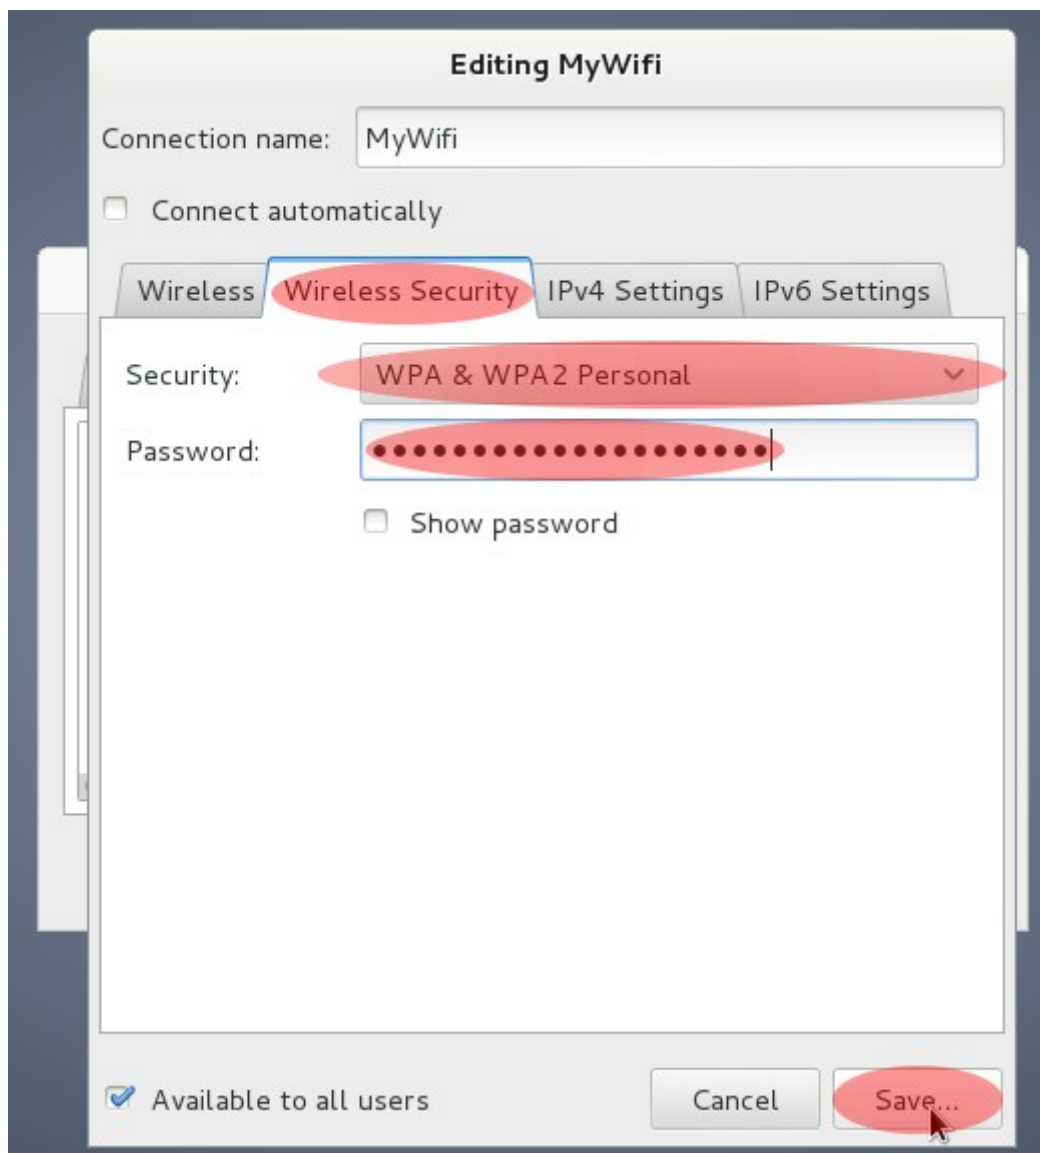 Editing MyWifi
Connection name: MyWifi
Connect automatically
Wireless Wireless Security IPv4 Settings IPv6 Settings
Security: WPA & WPA2 Personal
Password: ●●●●●●●●●●●●●●●●●●●●
Show password
Available to all users Cancel Save...